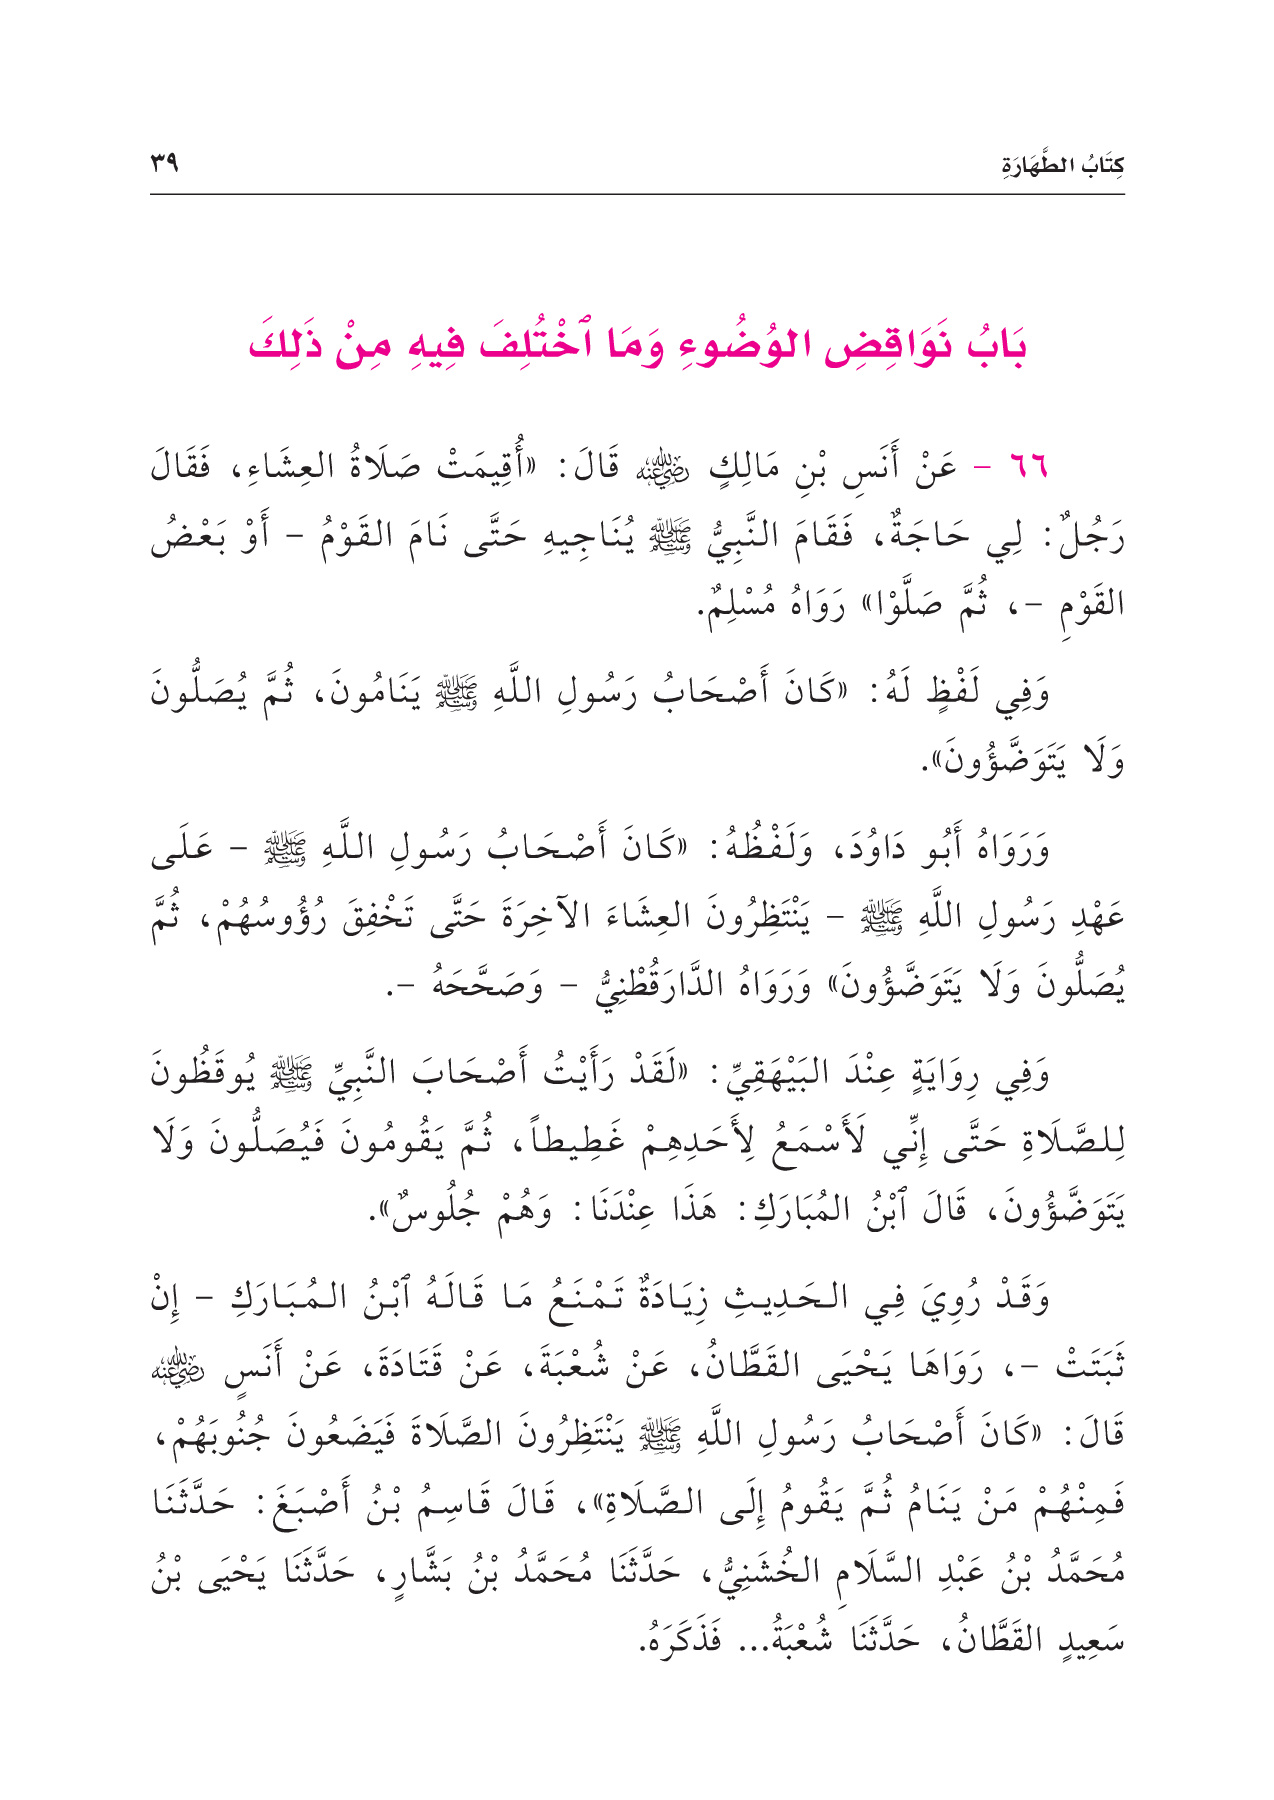 كِتَابُ الطَّهَارَةِ
٣٩
بَابُ نَوَاقِضِ الوُضُوءِ وَمَا ٱخْتُلِفَ فِيهِ مِنْ ذَلِكَ
٦٦ - عَنْ أَنَسِ بْنِ مَالِكٍ رضي الله عنه قَالَ: «أُقِيمَتْ صَلَاةُ العِشَاءِ، فَقَالَ
رَجُلٌ: لِي حَاجَةٌ، فَقَامَ النَّبِيُّ ﷺ يُنَاجِيهِ حَتَّى نَامَ القَوْمُ - أَوْ بَعْضُ
القَوْمِ -، ثُمَّ صَلَّوْا» رَوَاهُ مُسْلِمٌ.
وَفِي لَفْظٍ لَهُ: «كَانَ أَصْحَابُ رَسُولِ اللَّهِ ﷺ يَنَامُونَ، ثُمَّ يُصَلُّونَ
وَلَا يَتَوَضَّؤُونَ».
وَرَوَاهُ أَبُو دَاوُدَ، وَلَفْظُهُ: «كَانَ أَصْحَابُ رَسُولِ اللَّهِ ﷺ - عَلَى
عَهْدِ رَسُولِ اللَّهِ ﷺ - يَنْتَظِرُونَ العِشَاءَ الآخِرَةَ حَتَّى تَخْفِقَ رُؤُوسُهُمْ، ثُمَّ
يُصَلُّونَ وَلَا يَتَوَضَّؤُونَ» وَرَوَاهُ الدَّارَقُطْنِيُّ - وَصَحَّحَهُ -.
وَفِي رِوَايَةٍ عِنْدَ البَيْهَقِيِّ: «لَقَدْ رَأَيْتُ أَصْحَابَ النَّبِيِّ ﷺ يُوقَظُونَ
لِلصَّلَاةِ حَتَّى إِنِّي لَأَسْمَعُ لِأَحَدِهِمْ غَطِيطاً، ثُمَّ يَقُومُونَ فَيُصَلُّونَ وَلَا
يَتَوَضَّؤُونَ، قَالَ ٱبْنُ المُبَارَكِ: هَذَا عِنْدَنَا: وَهُمْ جُلُوسٌ».
وَقَدْ رُوِيَ فِي الحَدِيثِ زِيَادَةٌ تَمْنَعُ مَا قَالَهُ ٱبْنُ المُبَارَكِ - إِنْ
ثَبَتَتْ -، رَوَاهَا يَحْيَى القَطَّانُ، عَنْ شُعْبَةَ، عَنْ قَتَادَةَ، عَنْ أَنَسٍ رضي الله عنه
قَالَ: «كَانَ أَصْحَابُ رَسُولِ اللَّهِ ﷺ يَنْتَظِرُونَ الصَّلَاةَ فَيَضَعُونَ جُنُوبَهُمْ،
فَمِنْهُمْ مَنْ يَنَامُ ثُمَّ يَقُومُ إِلَى الصَّلَاةِ»، قَالَ قَاسِمُ بْنُ أَصْبَغَ: حَدَّثَنَا
مُحَمَّدُ بْنُ عَبْدِ السَّلَامِ الخُشَنِيُّ، حَدَّثَنَا مُحَمَّدُ بْنُ بَشَّارٍ، حَدَّثَنَا يَحْيَى بْنُ
سَعِيدٍ القَطَّانُ، حَدَّثَنَا شُعْبَةُ... فَذَكَرَهُ.